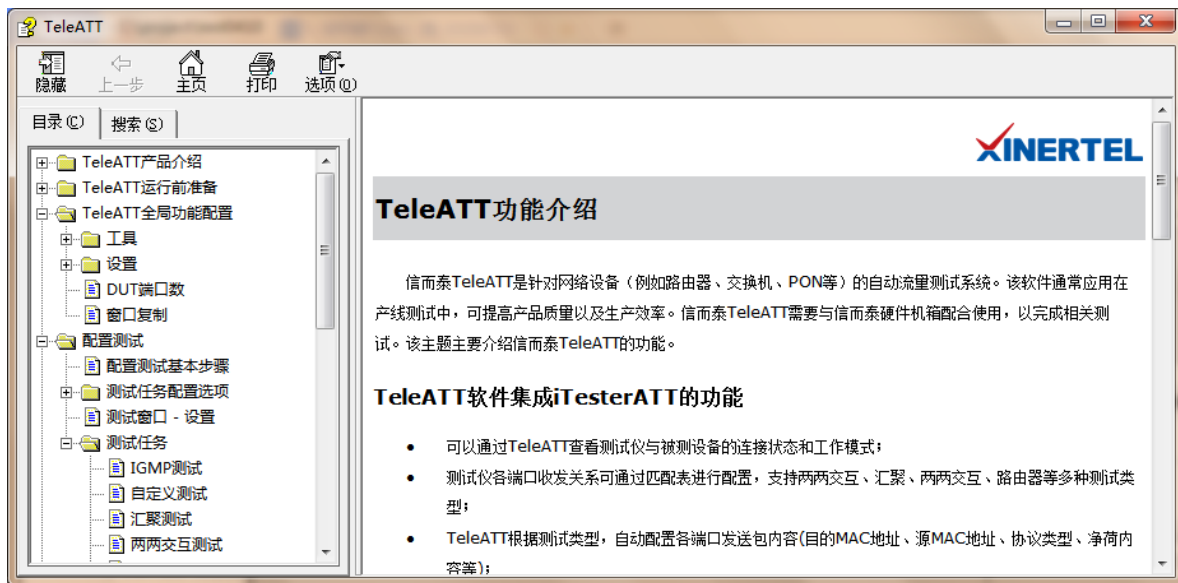 TeleATT
隐藏 上一步 主页 打印 选项(O)
目录(C) 搜索(S)
TeleATT产品介绍
TeleATT运行前准备
TeleATT全局功能配置
工具
设置
DUT端口数
窗口复制
配置测试
配置测试基本步骤
测试任务配置选项
测试窗口 - 设置
测试任务
IGMP测试
自定义测试
汇聚测试
两两交互测试
XINERTEL
TeleATT功能介绍
信而泰TeleATT是针对网络设备（例如路由器、交换机、PON等）的自动流量测试系统。该软件通常应用在
产线测试中，可提高产品质量以及生产效率。信而泰TeleATT需要与信而泰硬件机箱配合使用，以完成相关测
试。该主题主要介绍信而泰TeleATT的功能。
TeleATT软件集成iTesterATT的功能
• 可以通过TeleATT查看测试仪与被测设备的连接状态和工作模式；
• 测试仪各端口收发关系可通过匹配表进行配置，支持两两交互、汇聚、两两交互、路由器等多种测试类
型；
• TeleATT根据测试类型，自动配置各端口发送包内容(目的MAC地址、源MAC地址、协议类型、净荷内
容等)；